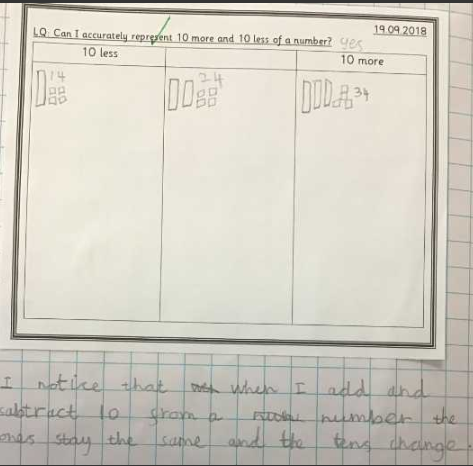 19.09.2018
LQ: Can I accurately represent 10 more and 10 less of a number? yes
10 less
10 more
14
24
34
I notice that when I add and
subtract 10 from a number the
ones stay the same and the tens change.